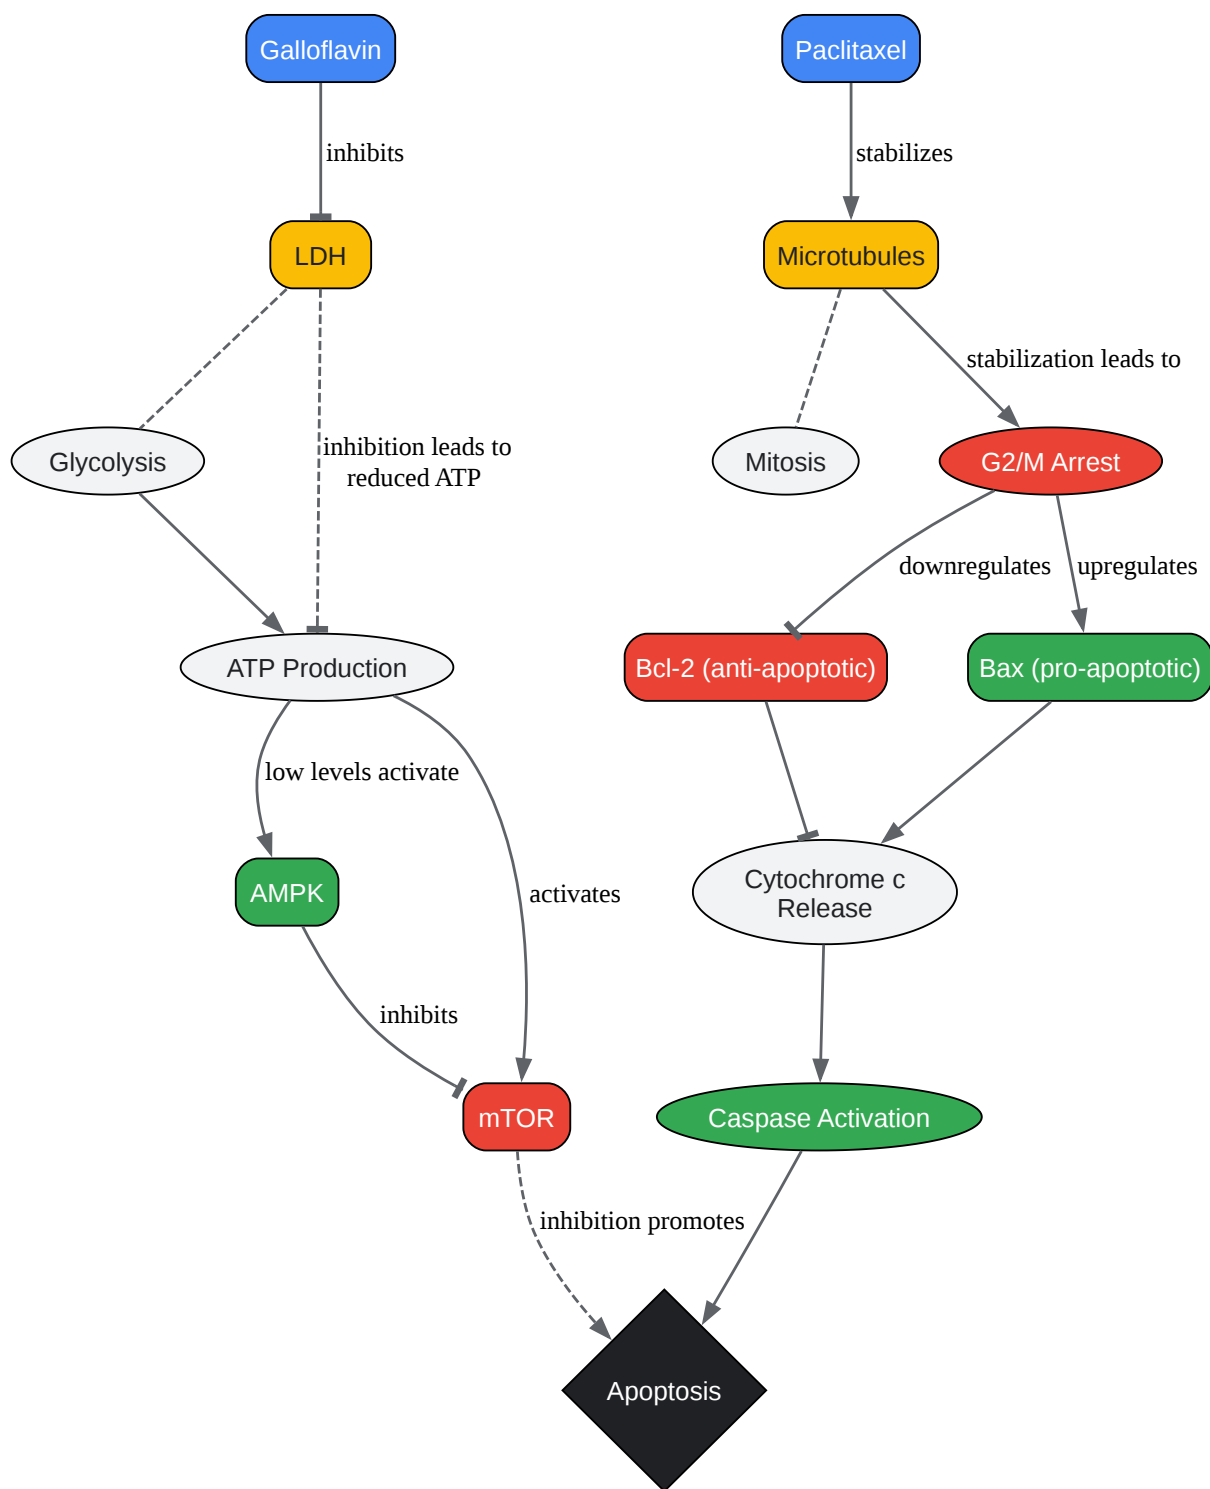 Galloflavin
Paclitaxel
inhibits
stabilizes
LDH
Microtubules
stabilization leads to
inhibition leads to
reduced ATP
Glycolysis
Mitosis
G2/M Arrest
downregulates
upregulates
ATP Production
Bcl-2 (anti-apoptotic)
Bax (pro-apoptotic)
low levels activate
AMPK
activates
Cytochrome c
Release
inhibits
mTOR
Caspase Activation
inhibition promotes
Apoptosis